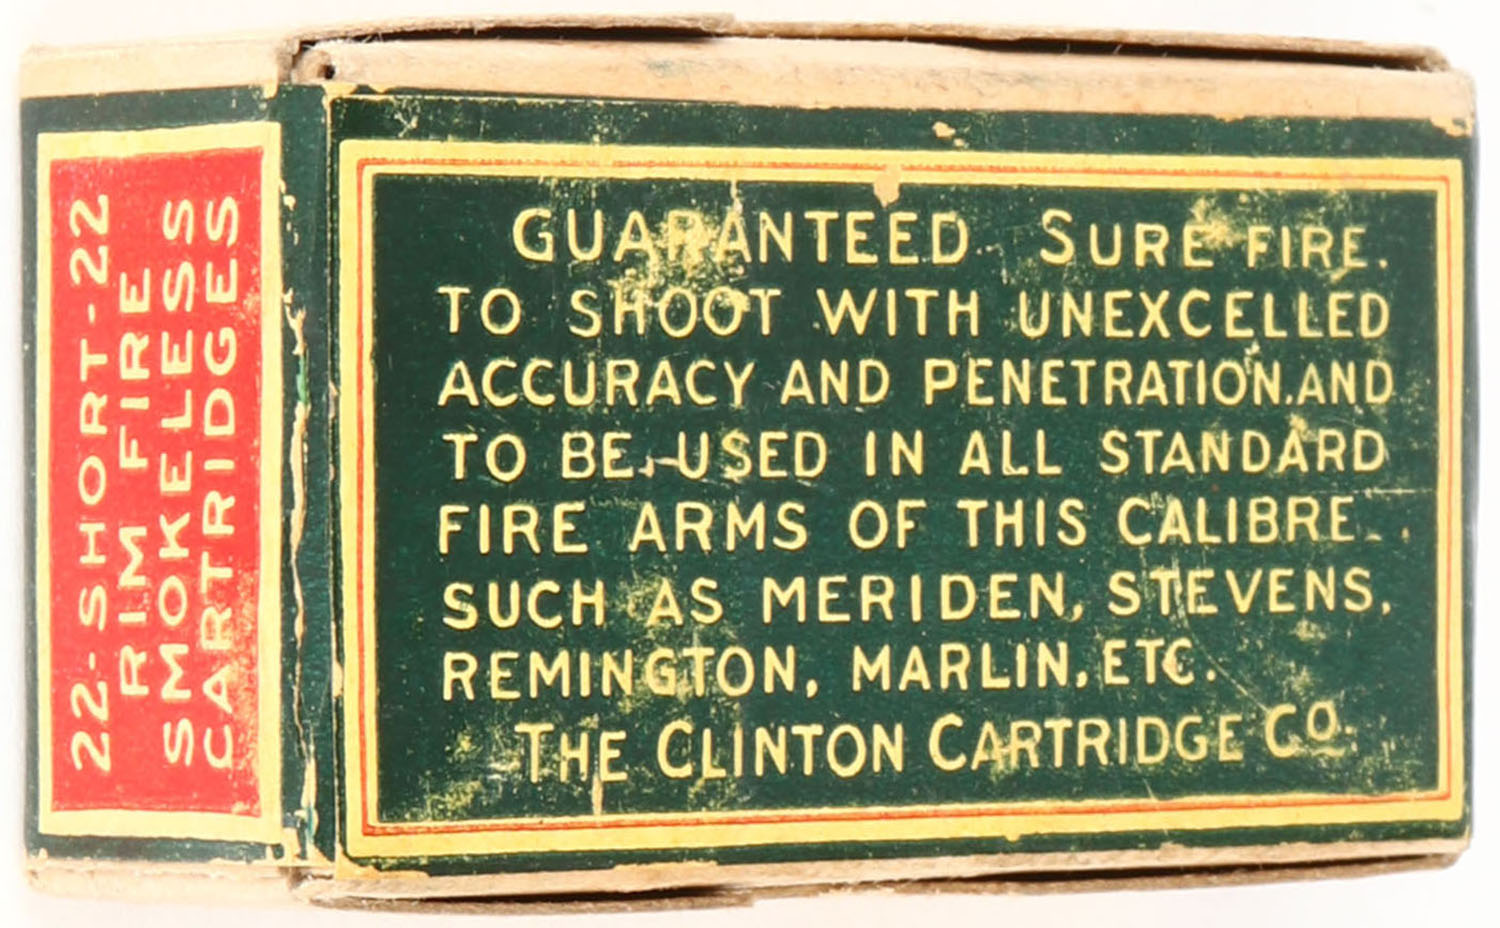 22-SHORT-22
RIM FIRE
SMOKELESS
CARTRIDGES
GUARANTEED SURE FIRE.
TO SHOOT WITH UNEXCELLED
ACCURACY AND PENETRATION.AND
TO BE USED IN ALL STANDARD
FIRE ARMS OF THIS CALIBRE.
SUCH AS MERIDEN, STEVENS,
REMINGTON, MARLIN, ETC.
THE CLINTON CARTRIDGE CO.